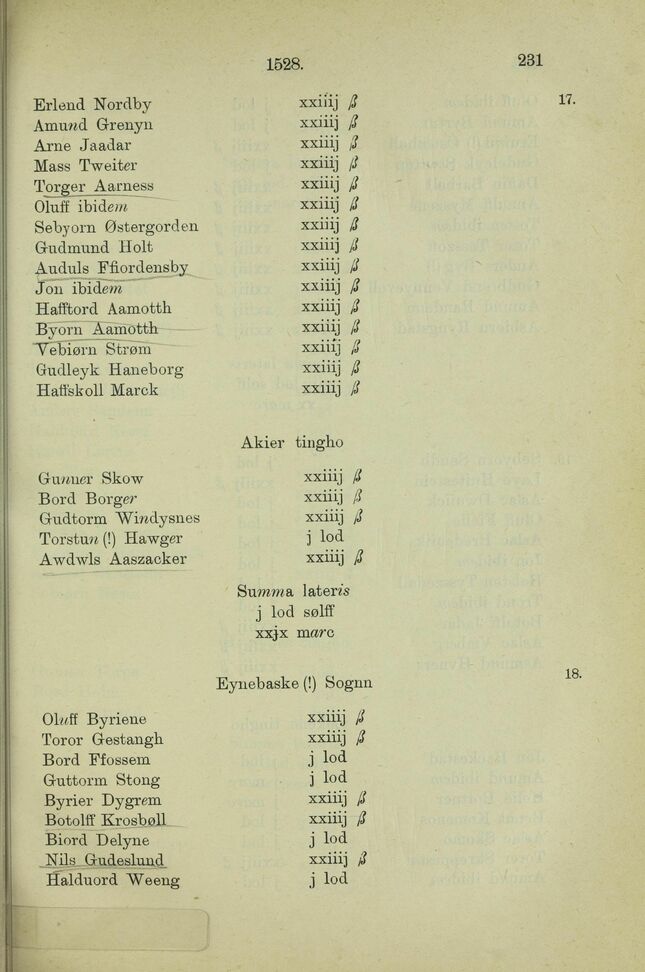 1528. 231
Erlend Nordby xxiiij ß 17.
Amund Grenyn xxiiij ß
Arne Jaadar xxiiij ß
Mass Tweiter xxiiij ß
Torger Aarness xxiiij ß
Oluff ibidem xxiiij ß
Sebyorn Østergorden xxiiij ß
Gudmund Holt xxiiij ß
Auduls Ffiordensby xxiiij ß
Jon ibidem xxiiij ß
Hafftord Aamotth xxiiij ß
Byorn Aamotth xxiiij ß
Vebiørn Strøm xxiiij ß
Gudleyk Haneborg xxiiij ß
Haffskoll Marck xxiiij ß
Akier tingho
Gunner Skow xxiiij ß
Bord Borger xxiiij ß
Gudtorm Windysnes xxiiij ß
Torstun (!) Hawger j lod
Awdwls Aaszacker xxiiij ß
Summa lateris
j lod sølff
xxjx marc
Eynebaske (!) Sognn 18.
Oluff Byriene xxiiij ß
Toror Gestangh xxiiij ß
Bord Ffossem j lod
Guttorm Stong j lod
Byrier Dygrem xxiiij ß
Botolff Krosbøll xxiiij ß
Biord Delyne j lod
Nils Gudeslund xxiiij ß
Halduord Weeng j lod